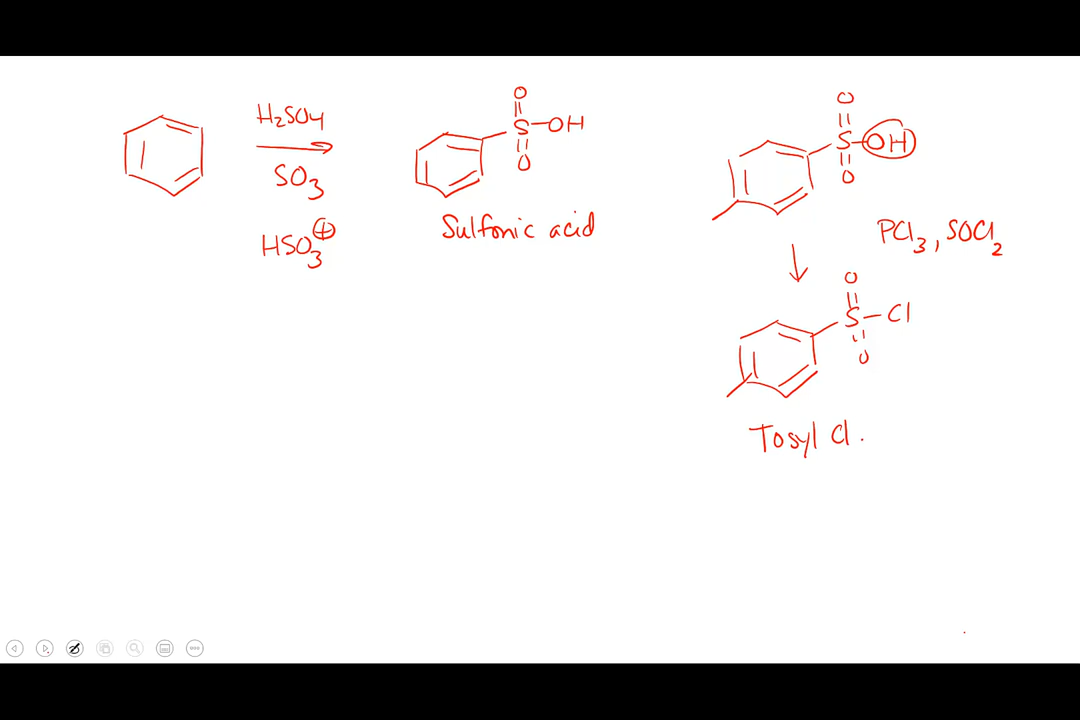 H₂SO₄
SO₃
HSO₃⊕
O
S-OH
O
Sulfonic acid
O
S-OH
O
PCl₃, SOCl₂
O
S-Cl
O
Tosyl Cl.